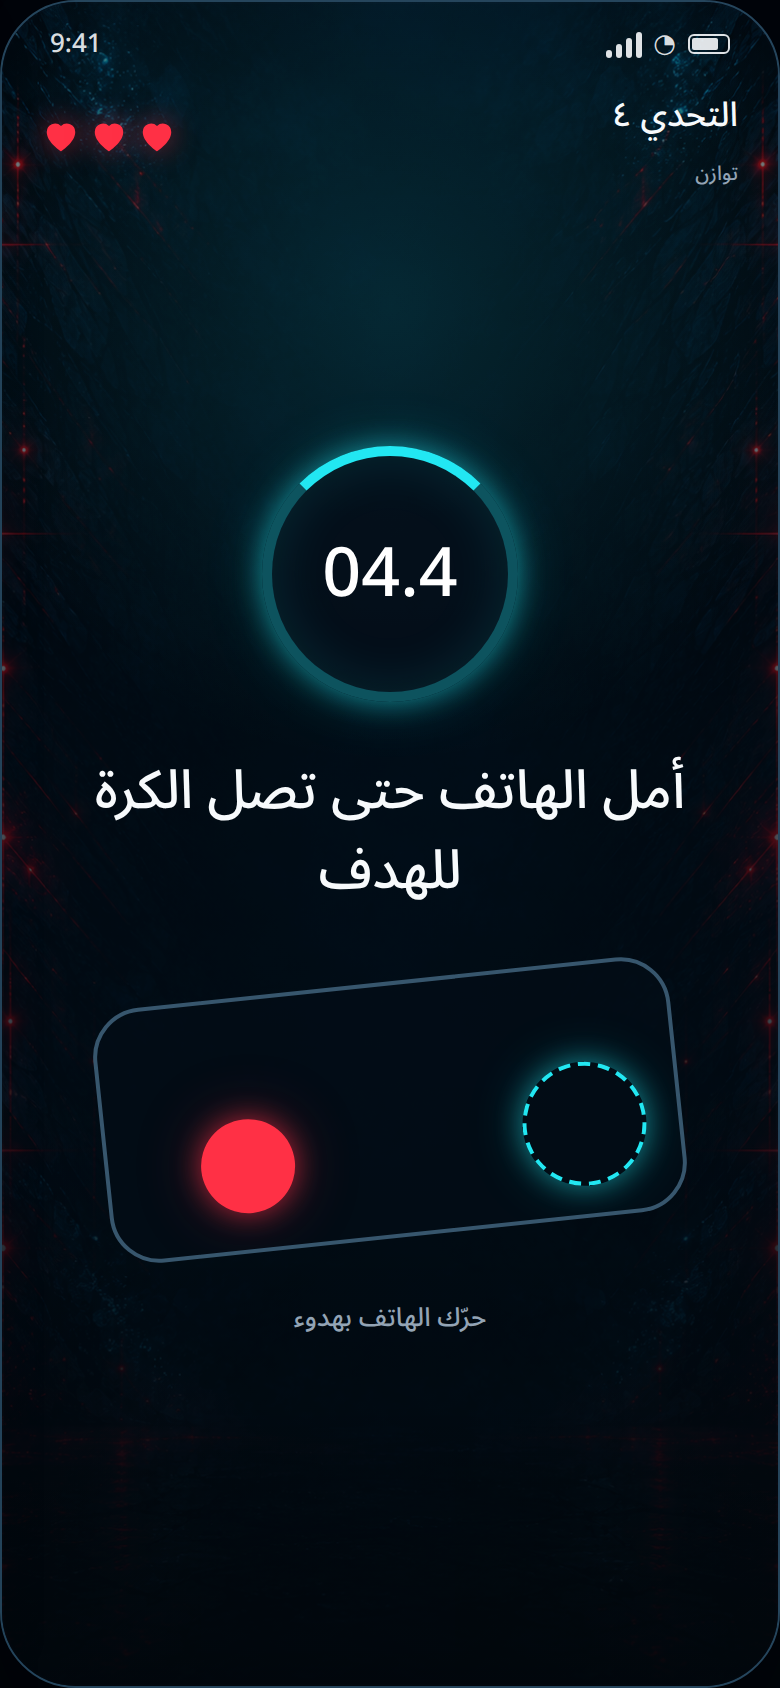 9:41
التحدي ٤
توازن
04.4
أمل الهاتف حتى تصل الكرة
للهدف
حرّك الهاتف بهدوء